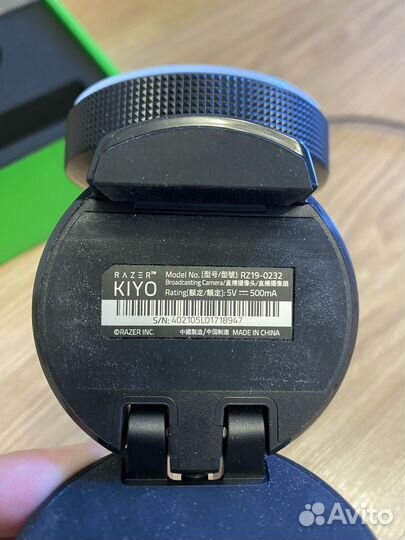 RAZER™
KIYO
Model No. (型号/型號): RZ19-0232
Broadcasting Camera/直播摄像头/直播攝像頭
Rating(额定/額定): 5V ⎓ 500mA
S/N: 402105L01718947
©RAZER INC. 中國製造/中国制造 MADE IN CHINA
Avito